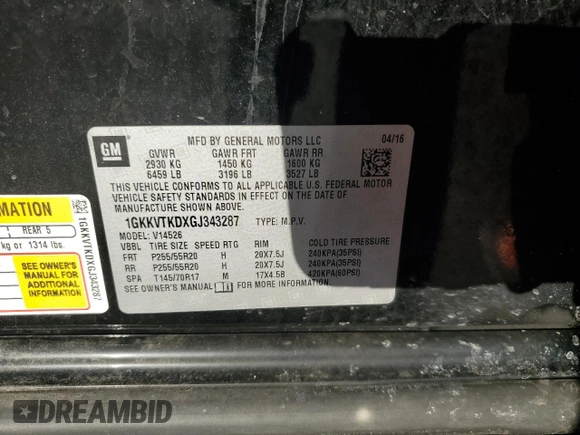 GM
MFD BY GENERAL MOTORS LLC 04/16
GVWR GAWR FRT GAWR RR
2930 KG 1450 KG 1600 KG
6459 LB 3196 LB 3527 LB
THIS VEHICLE CONFORMS TO ALL APPLICABLE U.S. FEDERAL MOTOR
VEHICLE SAFETY STANDARDS IN EFFECT ON THE DATE OF
MANUFACTURE SHOWN ABOVE.
1GKKVTKDXGJ343287 TYPE: M.P.V.
MODEL: V14526
VBBL TIRE SIZE SPEED RTG RIM COLD TIRE PRESSURE
FRT P255/55R20 H 20X7.5J 240KPA(35PSI)
RR P255/55R20 H 20X7.5J 240KPA(35PSI)
SPA T145/70R17 M 17X4.5B 420KPA(60PSI)
SEE OWNER'S MANUAL i FOR MORE INFORMATION.
REAR 5
kg or 1314 lbs.
SEE OWNER'S
MANUAL FOR
ADDITIONAL
INFORMATION
1GKKVTKDXGJ343287
DREAMBID